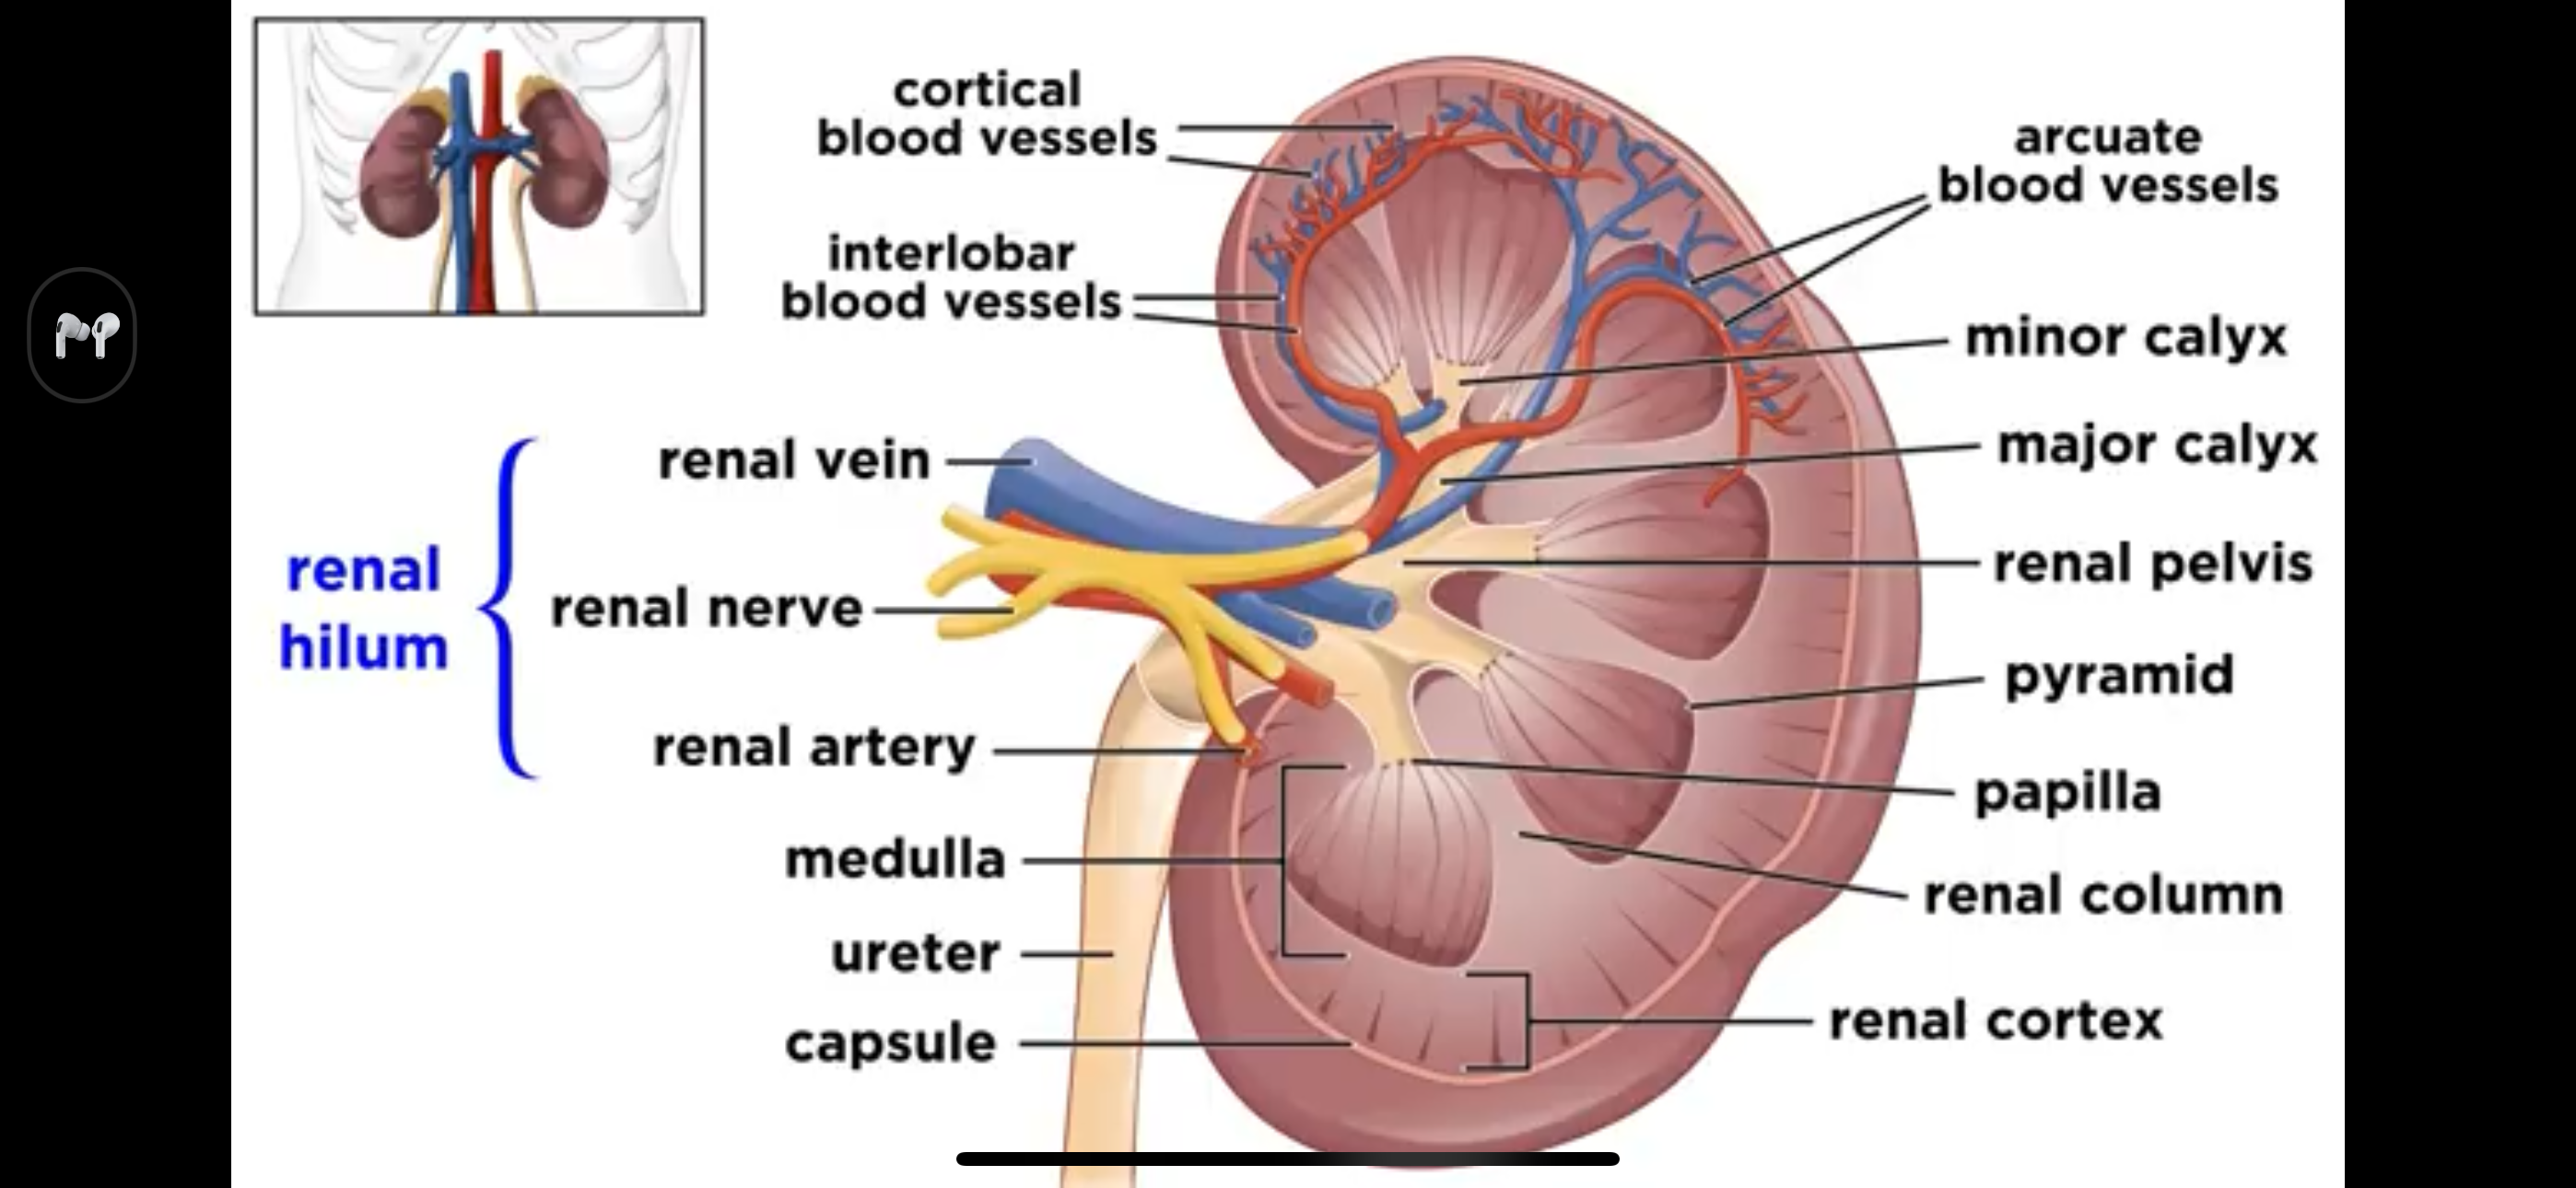 cortical
blood vessels
interlobar
blood vessels
renal vein
renal
hilum
renal nerve
renal artery
medulla
ureter
capsule
arcuate
blood vessels
minor calyx
major calyx
renal pelvis
pyramid
papilla
renal column
renal cortex